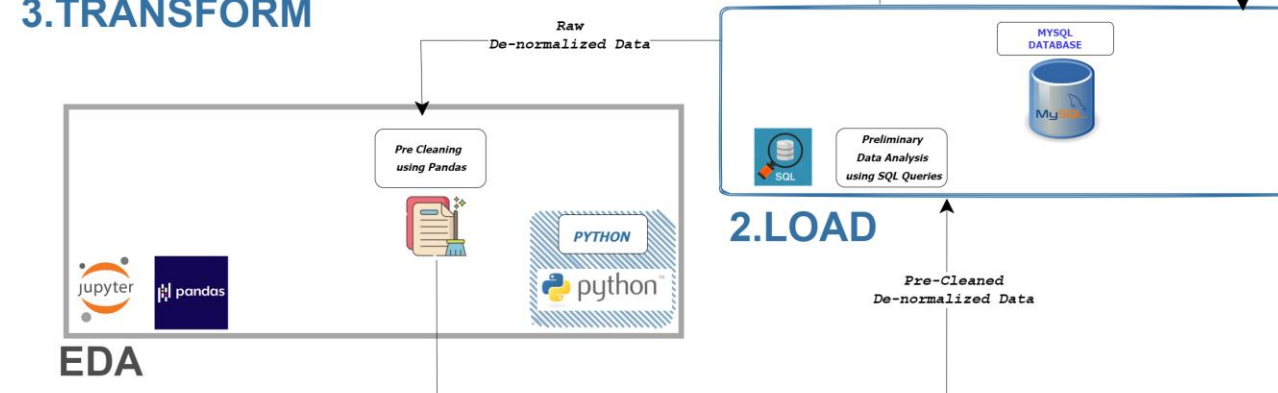 3.TRANSFORM
Raw
De-normalized Data
MYSQL
DATABASE
MySQL
Pre Cleaning
using Pandas
Preliminary
Data Analysis
using SQL Queries
SQL
2.LOAD
PYTHON
python
jupyter
pandas
Pre-Cleaned
De-normalized Data
EDA